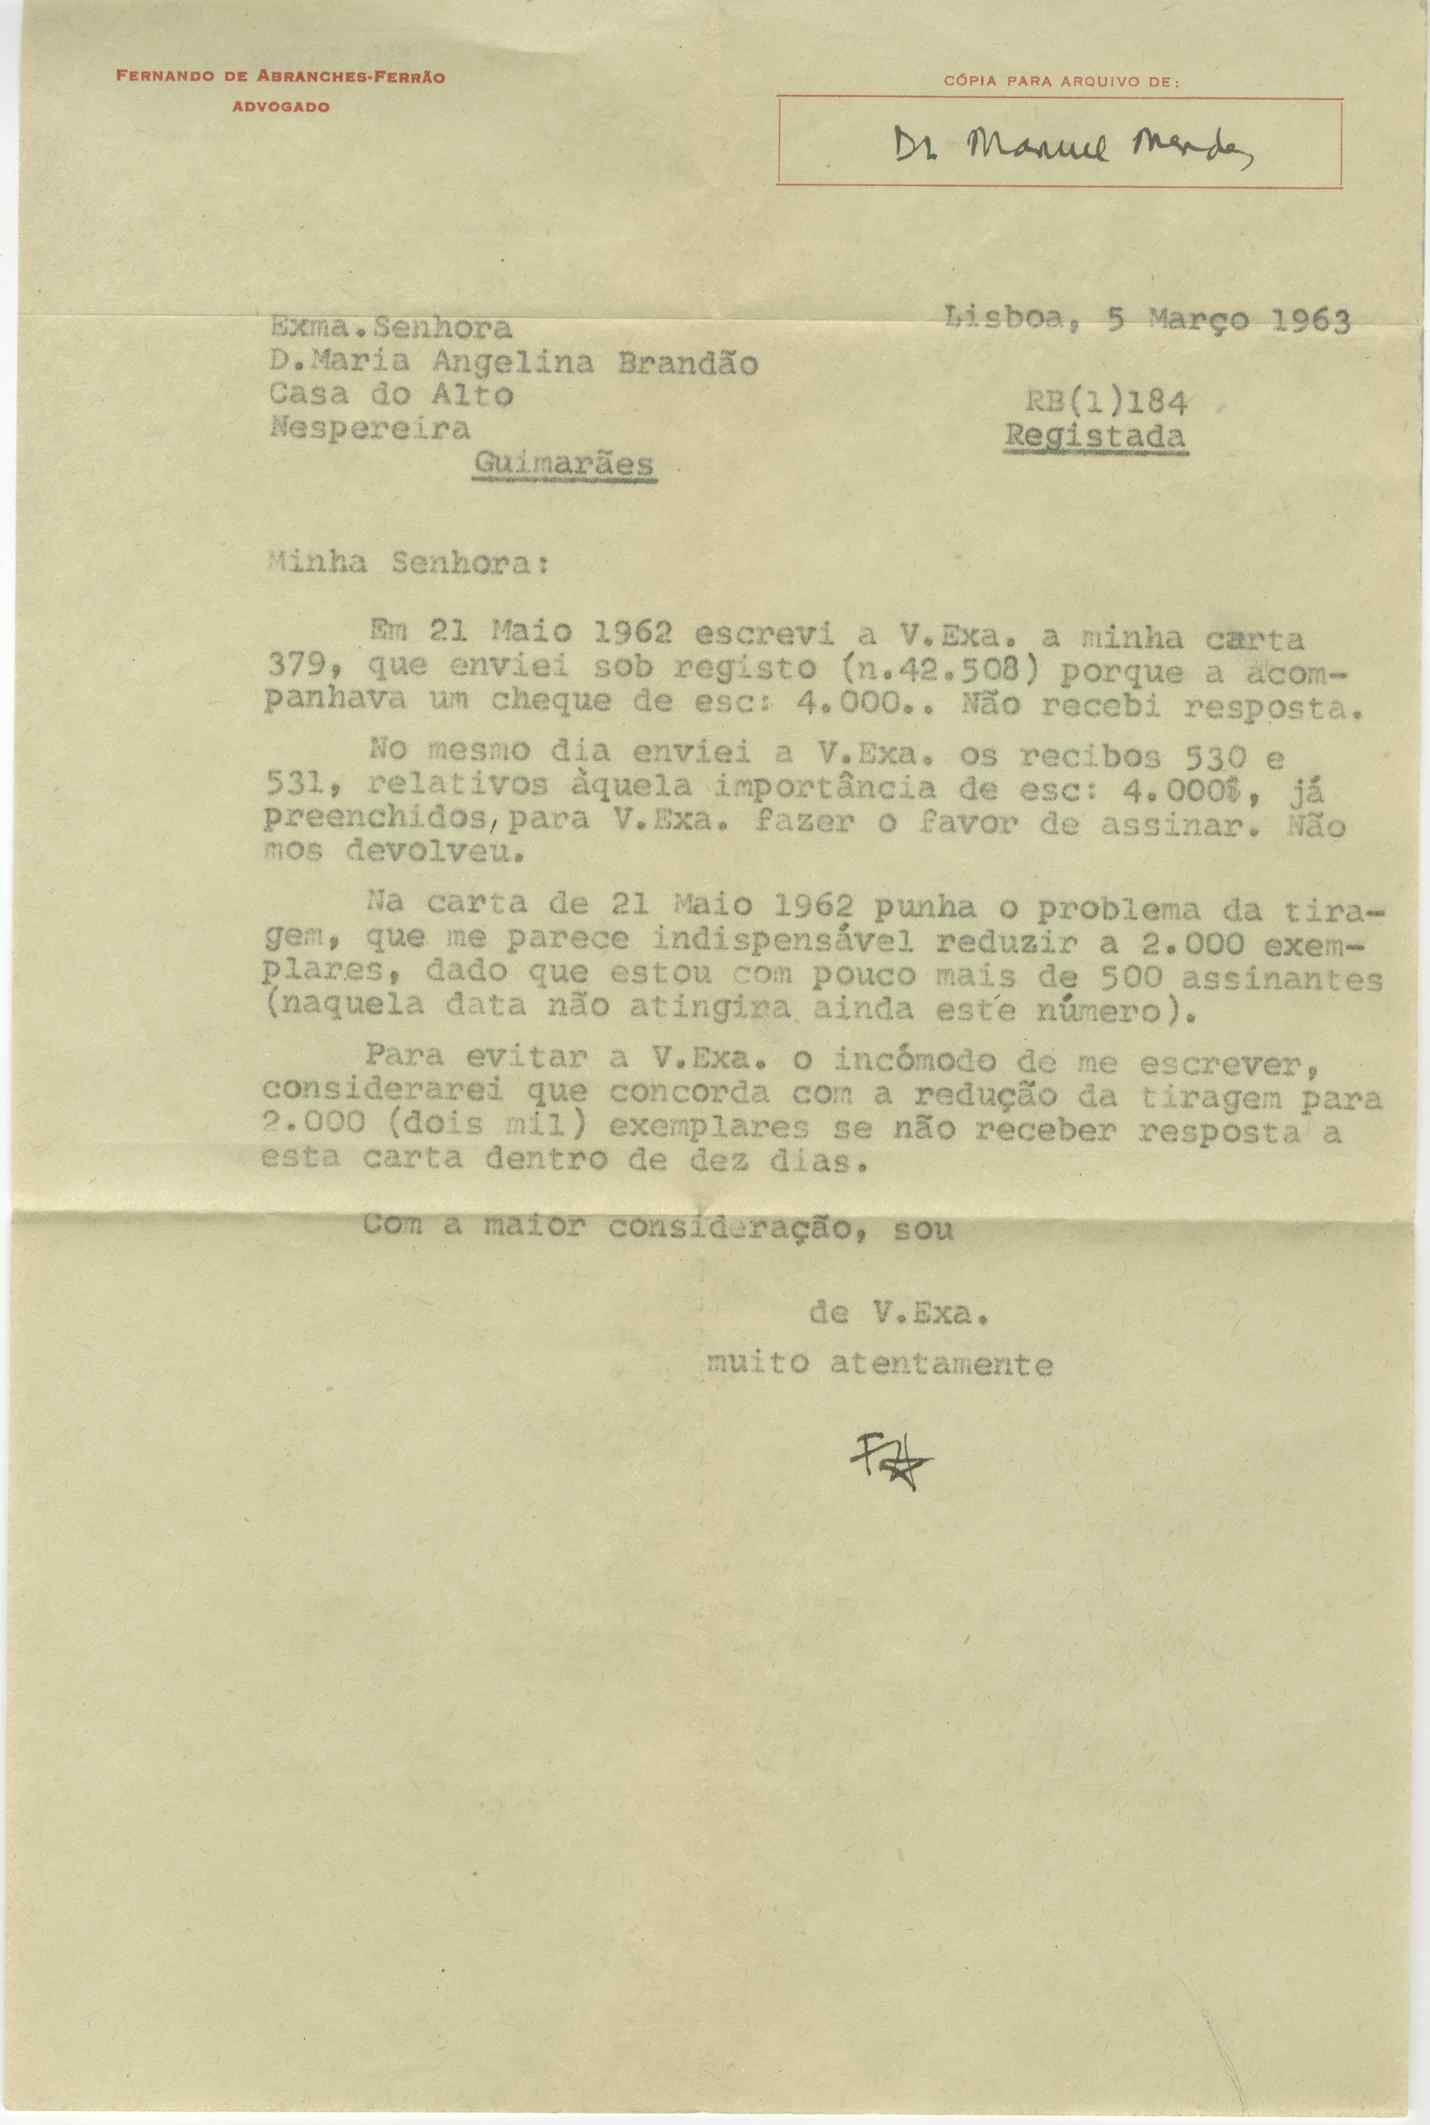 FERNANDO DE ABRANCHES-FERRÃO
ADVOGADO
CÓPIA PARA ARQUIVO DE:
Dr Manuel Mendes
Lisboa, 5 Março 1963
Exma.Senhora
D.Maria Angelina Brandão
Casa do Alto
Nespereira
Guimarães
RB(1)184
Registada
Minha Senhora:
Em 21 Maio 1962 escrevi a V.Exa. a minha carta
379, que enviei sob registo (n.42.508) porque a acom-
panhava um cheque de esc: 4.000.. Não recebi resposta.
No mesmo dia enviei a V.Exa. os recibos 530 e
531, relativos àquela importância de esc: 4.000$, já
preenchidos, para V.Exa. fazer o favor de assinar. Não
mos devolveu.
Na carta de 21 Maio 1962 punha o problema da tira-
gem, que me parece indispensável reduzir a 2.000 exem-
plares, dado que estou com pouco mais de 500 assinantes
(naquela data não atingira ainda este número).
Para evitar a V.Exa. o incómodo de me escrever,
considerarei que concorda com a redução da tiragem para
2.000 (dois mil) exemplares se não receber resposta a
esta carta dentro de dez dias.
Com a maior consideração, sou
de V.Exa.
muito atentamente